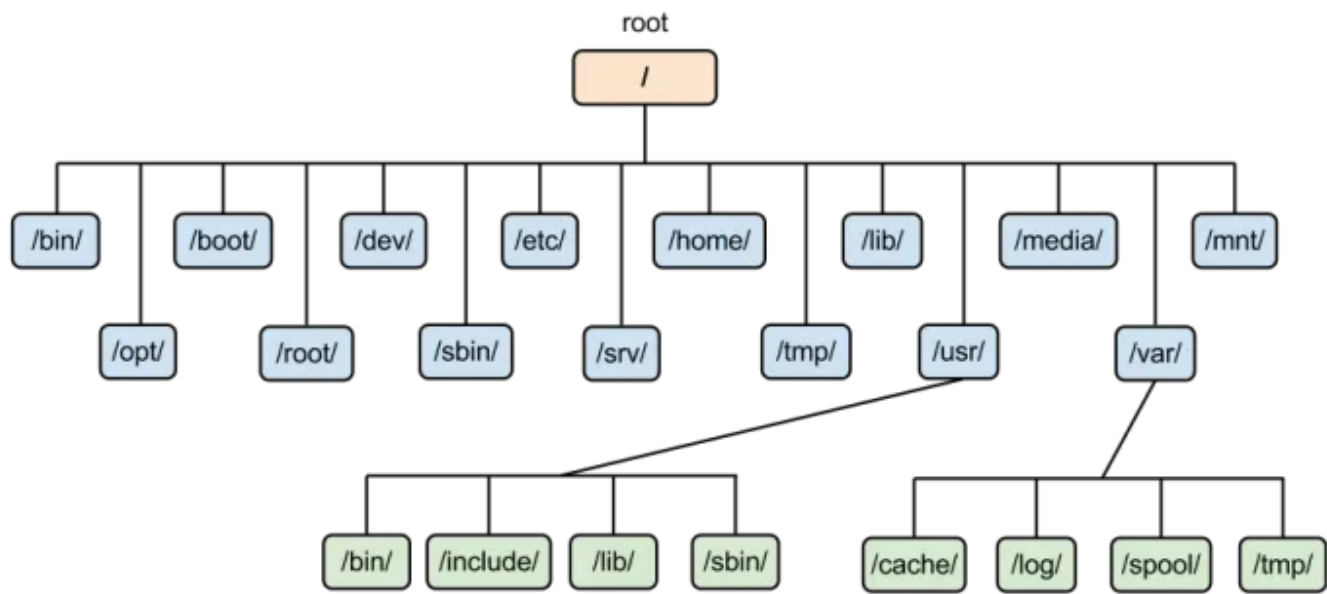 root
/
/bin/ /boot/ /dev/ /etc/ /home/ /lib/ /media/ /mnt/
/opt/ /root/ /sbin/ /srv/ /tmp/ /usr/ /var/
/bin/ /include/ /lib/ /sbin/ /cache/ /log/ /spool/ /tmp/